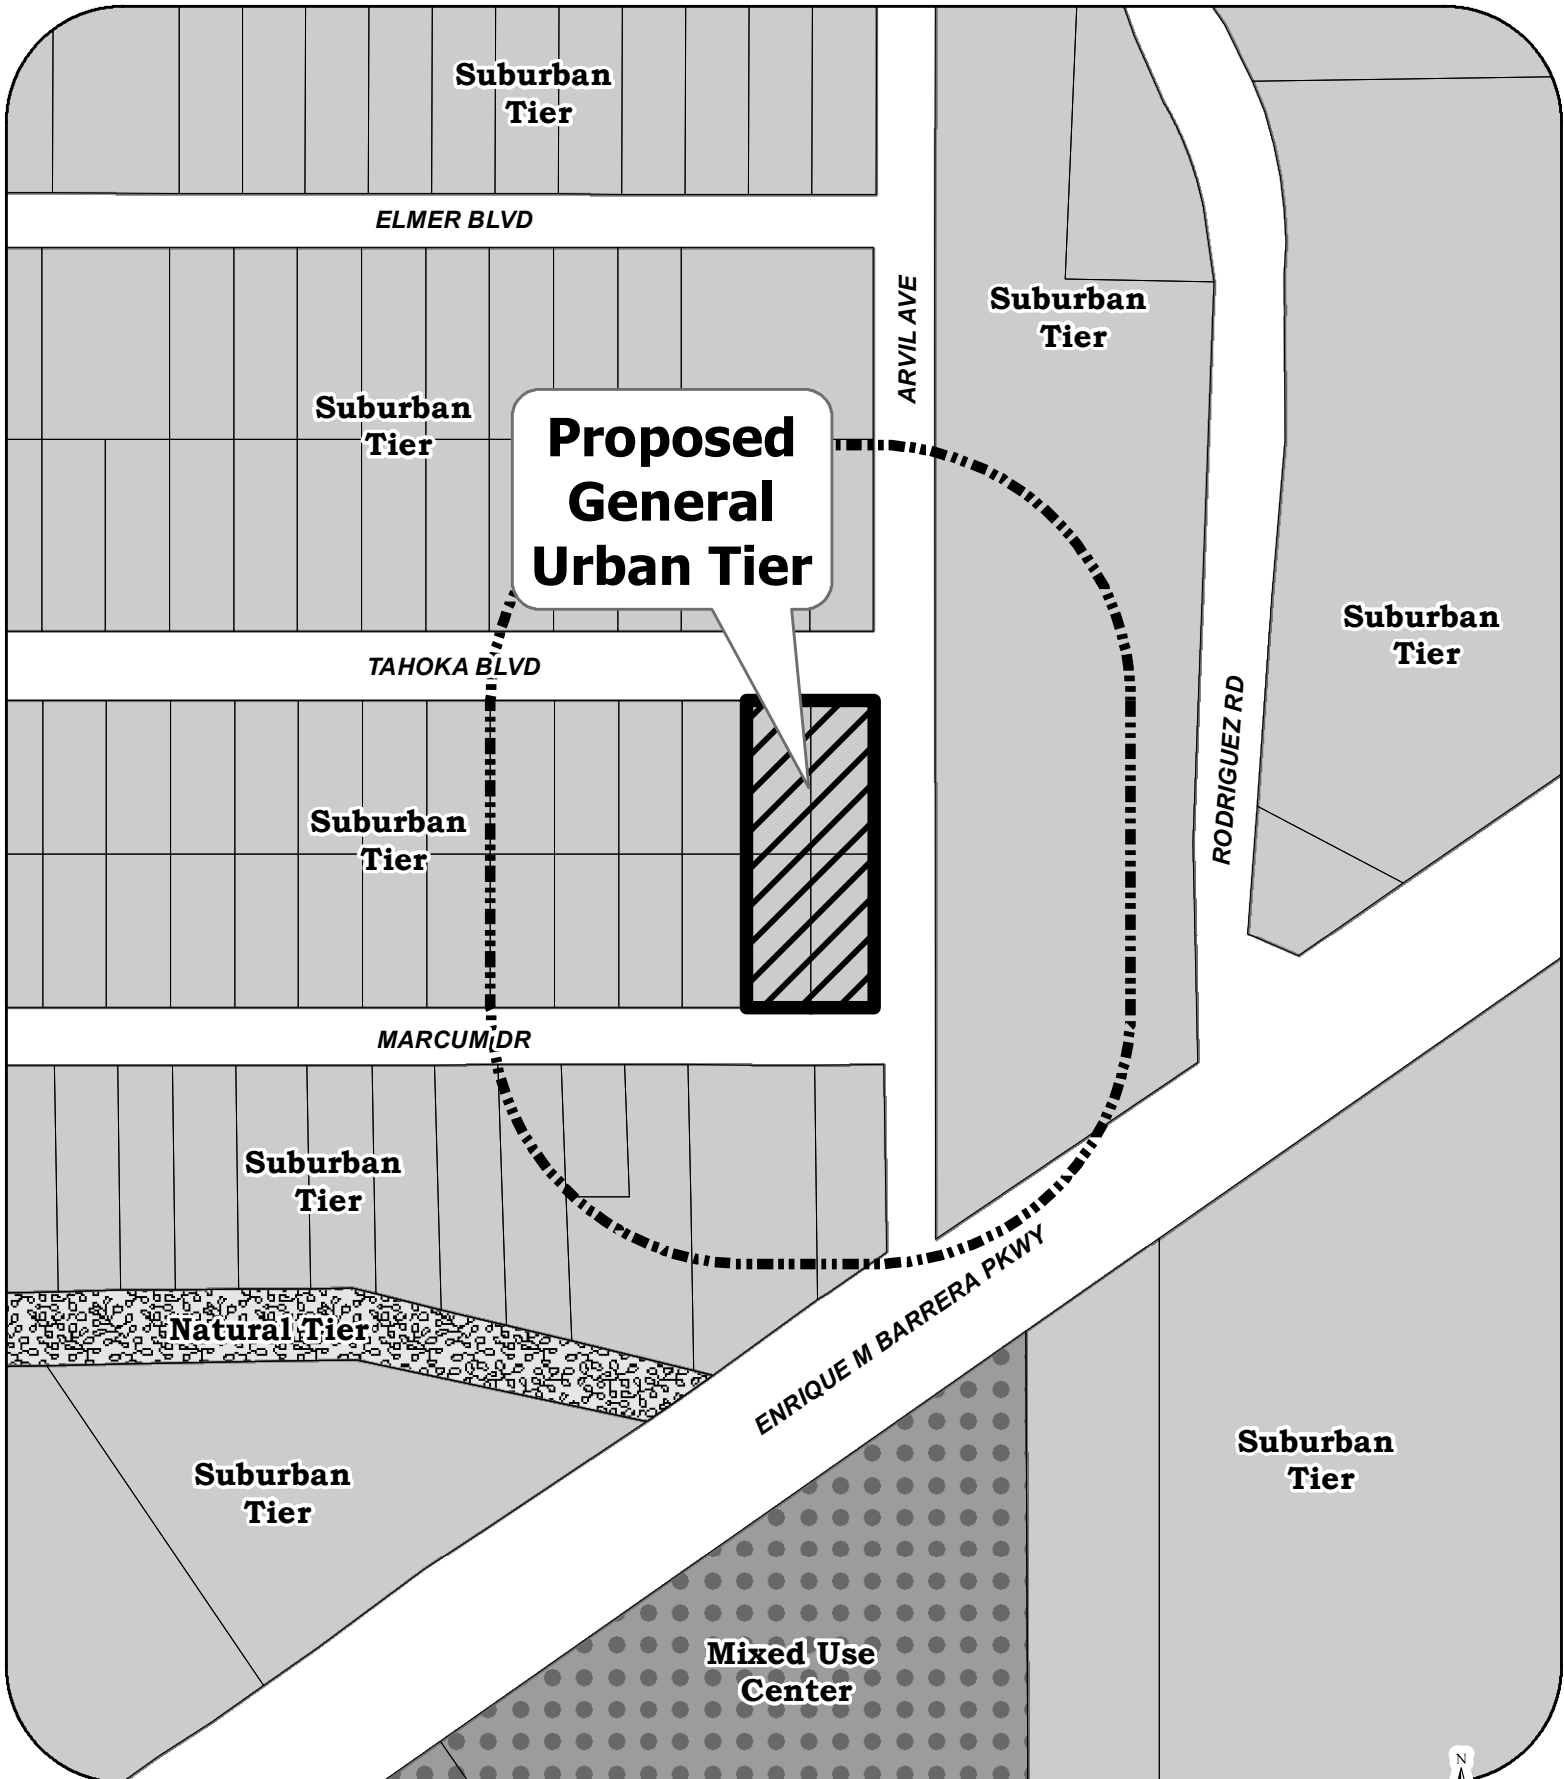 Suburban
Tier
ELMER BLVD
ARVIL AVE
Suburban
Tier
Suburban
Tier
Proposed
General
Urban Tier
Suburban
Tier
TAHOKA BLVD
RODRIGUEZ RD
Suburban
Tier
MARCUM DR
Suburban
Tier
ENRIQUE M BARRERA PKWY
Natural Tier
Suburban
Tier
Suburban
Tier
Mixed Use
Center
N